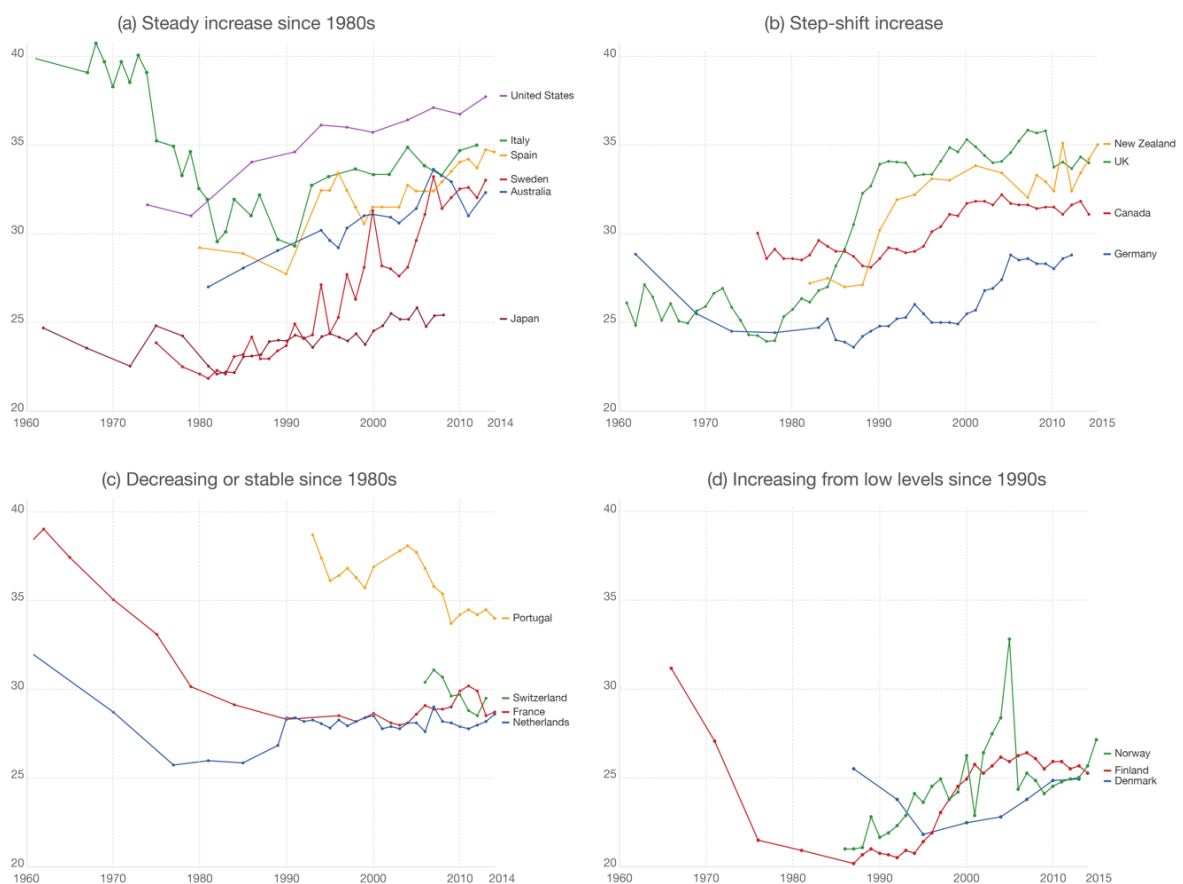 (a) Steady increase since 1980s
40
35
30
25
20
1960
1970
1980
1990
2000
2010
2014
United States
Italy
Spain
Sweden
Australia
Japan
(b) Step-shift increase
40
35
30
25
20
1960
1970
1980
1990
2000
2010
2015
New Zealand
UK
Canada
Germany
(c) Decreasing or stable since 1980s
40
35
30
25
20
1960
1970
1980
1990
2000
2010
2014
Portugal
Switzerland
France
Netherlands
(d) Increasing from low levels since 1990s
40
35
30
25
20
1960
1970
1980
1990
2000
2010
2014
Norway
Finland
Denmark